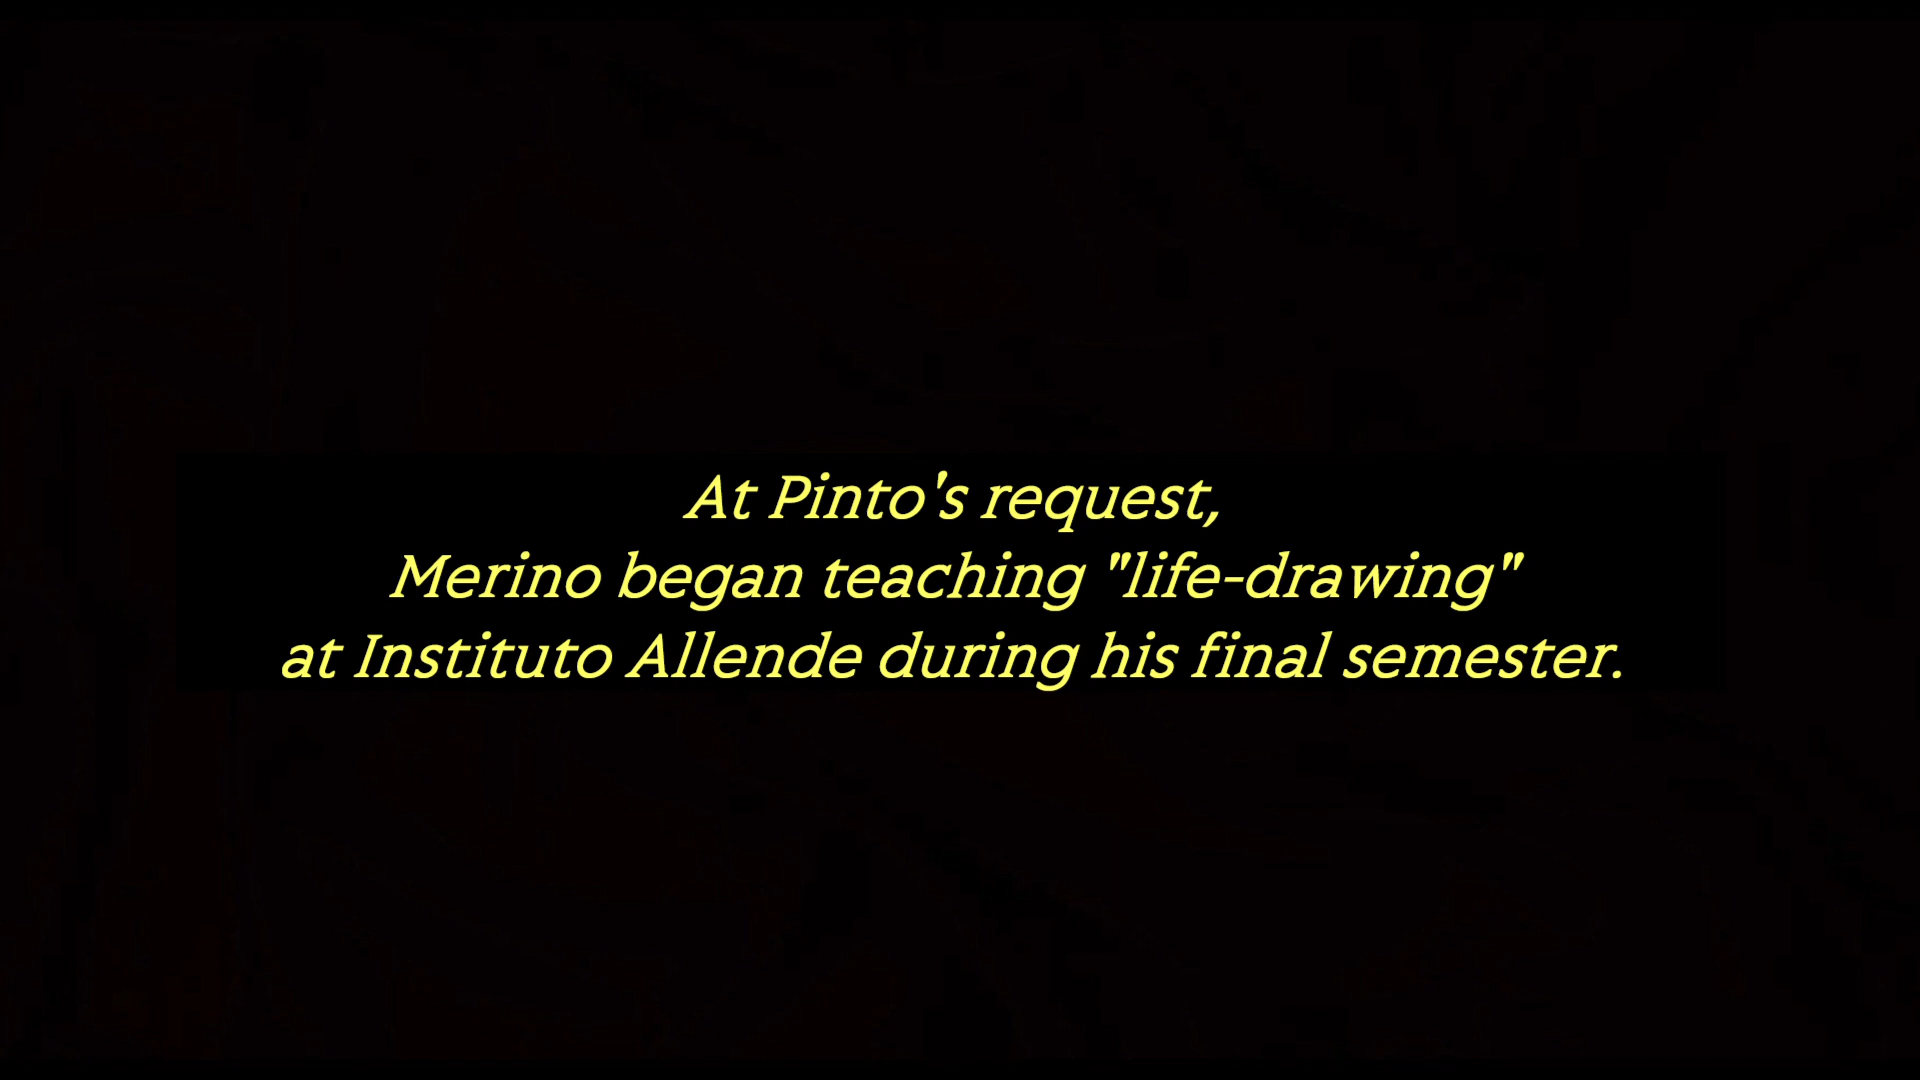 At Pinto's request,
Merino began teaching "life-drawing"
at Instituto Allende during his final semester.